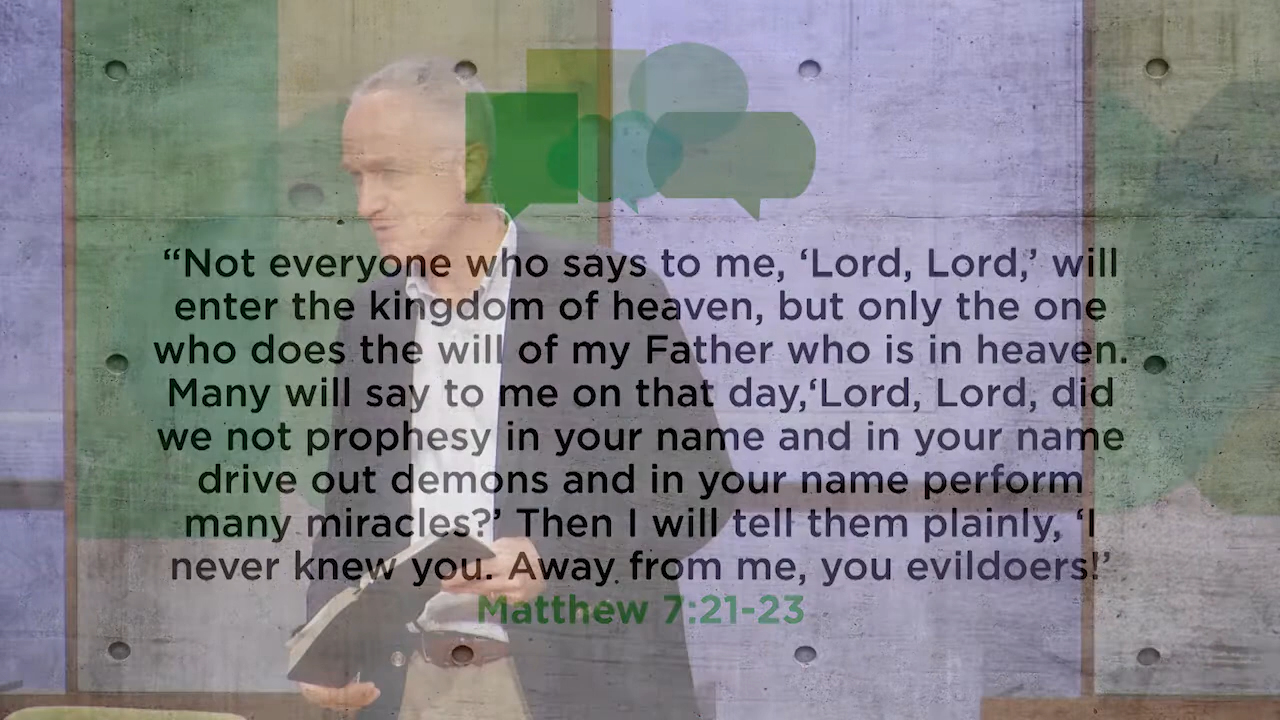 “Not everyone who says to me, ‘Lord, Lord,’ will
enter the kingdom of heaven, but only the one
who does the will of my Father who is in heaven.
Many will say to me on that day,‘Lord, Lord, did
we not prophesy in your name and in your name
drive out demons and in your name perform
many miracles?’ Then I will tell them plainly, ‘I
never knew you. Away from me, you evildoers!’
Matthew 7:21-23